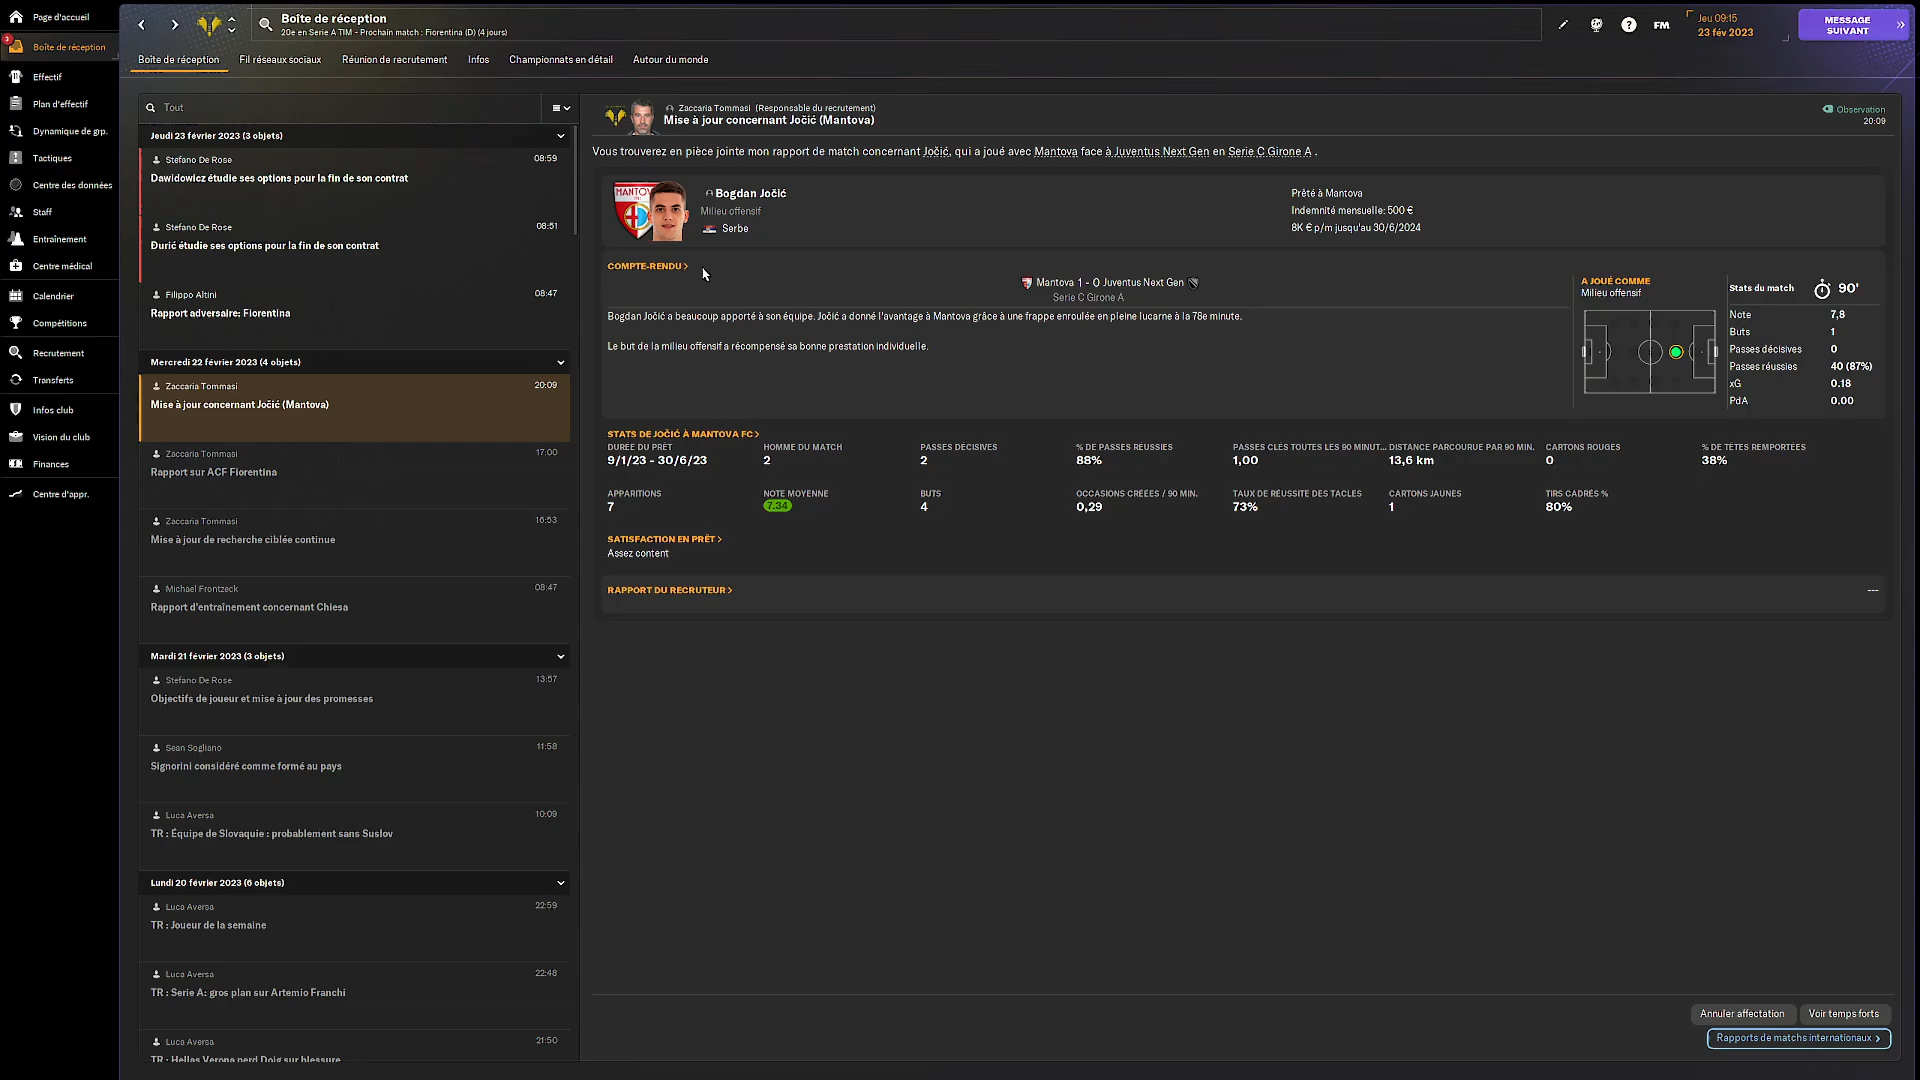 Page d'accueil
3
Boîte de réception
Effectif
Plan d'effectif
Dynamique de grp.
Tactiques
Centre des données
Staff
Entraînement
Centre médical
Calendrier
Compétitions
Recrutement
Transferts
Infos club
Vision du club
Finances
Centre d'appr.
Boîte de réception
20e en Serie A TIM - Prochain match : Fiorentina (D) (4 jours)
FM
Jeu 09:15
23 fév 2023
MESSAGE
SUIVANT
Boîte de réception
Fil réseaux sociaux
Réunion de recrutement
Infos
Championnats en détail
Autour du monde
Tout
Jeudi 23 février 2023 (3 objets)
Stefano De Rose 08:59
Dawidowicz étudie ses options pour la fin de son contrat
Stefano De Rose 08:51
Đurić étudie ses options pour la fin de son contrat
Filippo Altini 08:47
Rapport adversaire: Fiorentina
Mercredi 22 février 2023 (4 objets)
Zaccaria Tommasi 20:09
Mise à jour concernant Jočić (Mantova)
Zaccaria Tommasi 17:00
Rapport sur ACF Fiorentina
Zaccaria Tommasi 16:53
Mise à jour de recherche ciblée continue
Michael Frontzeck 08:47
Rapport d'entraînement concernant Chiesa
Mardi 21 février 2023 (3 objets)
Stefano De Rose 13:57
Objectifs de joueur et mise à jour des promesses
Sean Sogliano 11:58
Signorini considéré comme formé au pays
Luca Aversa 10:09
TR : Équipe de Slovaquie : probablement sans Suslov
Lundi 20 février 2023 (6 objets)
Luca Aversa 22:59
TR : Joueur de la semaine
Luca Aversa 22:48
TR : Serie A: gros plan sur Artemio Franchi
Luca Aversa 21:50
TR : Hellas Verona perd Doig sur blessure
Zaccaria Tommasi (Responsable du recrutement)
Mise à jour concernant Jočić (Mantova)
Observation
20:09
Vous trouverez en pièce jointe mon rapport de match concernant Jočić, qui a joué avec Mantova face à Juventus Next Gen en Serie C Girone A .
MANTOVA
Bogdan Jočić
Milieu offensif
Serbe
Prêté à Mantova
Indemnité mensuelle: 500 €
8K € p/m jusqu'au 30/6/2024
COMPTE-RENDU >
Mantova 1 - 0 Juventus Next Gen
Serie C Girone A
Bogdan Jočić a beaucoup apporté à son équipe. Jočić a donné l'avantage à Mantova grâce à une frappe enroulée en pleine lucarne à la 78e minute.
Le but de la milieu offensif a récompensé sa bonne prestation individuelle.
A JOUÉ COMME
Milieu offensif
Stats du match 90'
Note 7,8
Buts 1
Passes décisives 0
Passes réussies 40 (87%)
xG 0.18
PdA 0.00
STATS DE JOČIĆ À MANTOVA FC >
DURÉE DU PRÊT HOMME DU MATCH PASSES DÉCISIVES % DE PASSES RÉUSSIES PASSES CLÉS TOUTES LES 90 MINUT... DISTANCE PARCOURUE PAR 90 MIN. CARTONS ROUGES % DE TÊTES REMPORTÉES
9/1/23 - 30/6/23 2 2 88% 1,00 13,6 km 0 38%
APPARITIONS NOTE MOYENNE BUTS OCCASIONS CRÉÉES / 90 MIN. TAUX DE RÉUSSITE DES TACLES CARTONS JAUNES TIRS CADRÉS %
7 7.34 4 0,29 73% 1 80%
SATISFACTION EN PRÊT >
Assez content
RAPPORT DU RECRUTEUR > ---
Annuler affectation
Voir temps forts
Rapports de matchs internationaux >